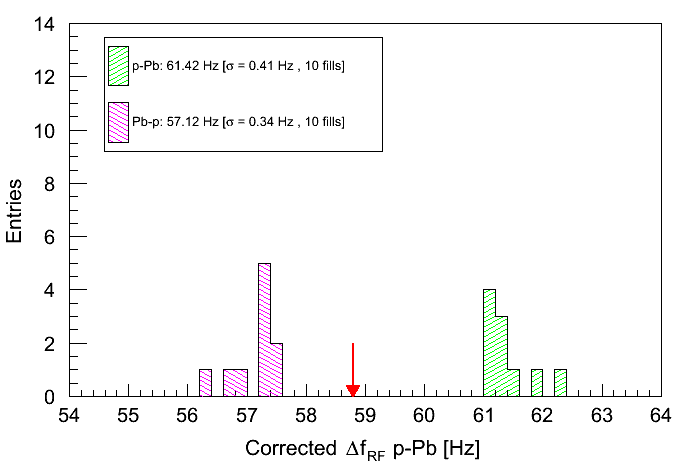 14
12
10
8
6
4
2
0
Entries
p-Pb: 61.42 Hz [σ = 0.41 Hz , 10 fills]
Pb-p: 57.12 Hz [σ = 0.34 Hz , 10 fills]
54 55 56 57 58 59 60 61 62 63 64
Corrected Δf_RF p-Pb [Hz]